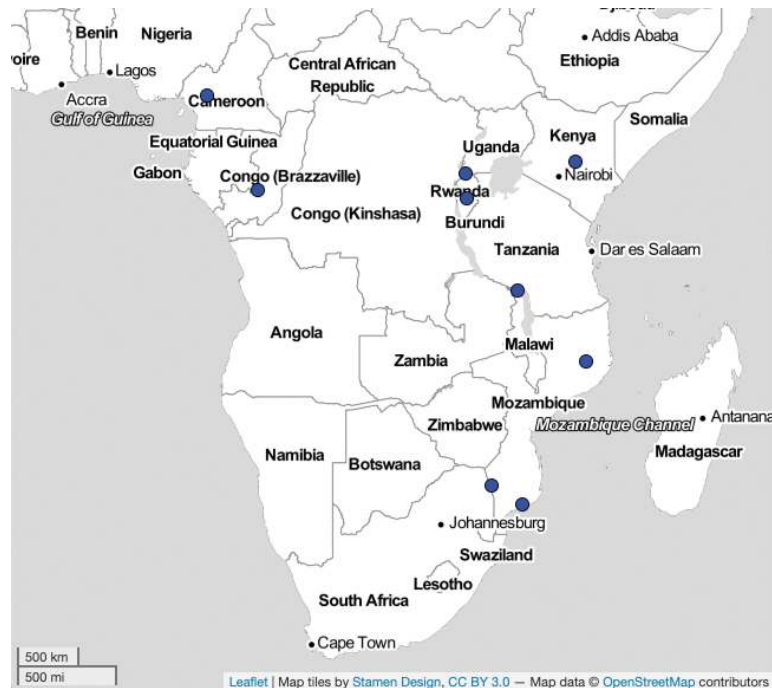 Djibouti
Benin
Nigeria
Addis Ababa
voire
Lagos
Central African
Republic
Ethiopia
Accra
Cameroon
Gulf of Guinea
Somalia
Equatorial Guinea
Uganda
Kenya
Gabon
Congo (Brazzaville)
Nairobi
Rwanda
Congo (Kinshasa)
Burundi
Tanzania
Dar es Salaam
Angola
Malawi
Zambia
Mozambique
Antanana
Zimbabwe
Mozambique Channel
Namibia
Botswana
Madagascar
Johannesburg
Swaziland
Lesotho
South Africa
Cape Town
500 km
500 mi
Leaflet | Map tiles by Stamen Design, CC BY 3.0 — Map data © OpenStreetMap contributors